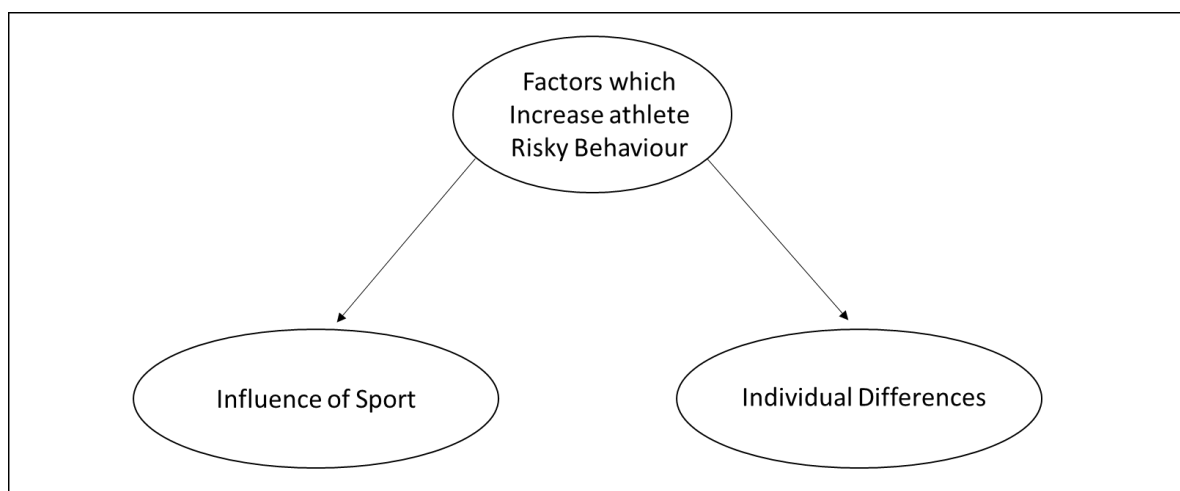 Factors which
Increase athlete
Risky Behaviour
Influence of Sport
Individual Differences